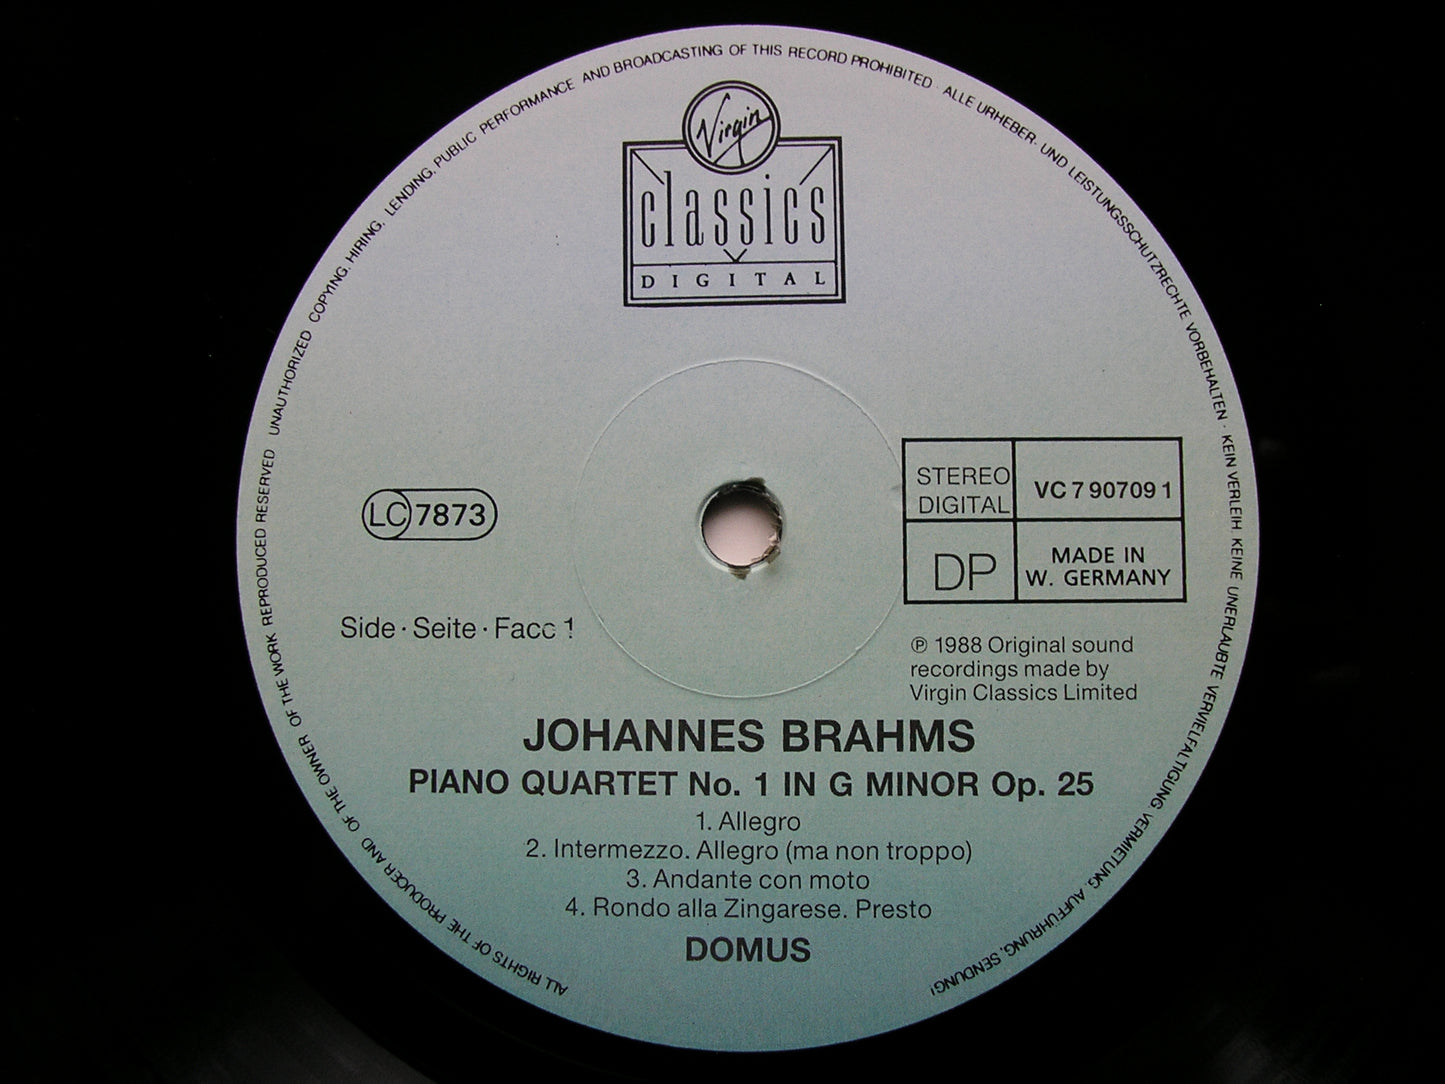 ALL RIGHTS OF THE PRODUCER AND OF THE OWNER OF THE WORK REPRODUCED RESERVED UNAUTHORIZED COPYING, HIRING, LENDING, PUBLIC PERFORMANCE AND BROADCASTING OF THIS RECORD PROHIBITED · ALLE URHEBER- UND LEISTUNGSSCHUTZRECHTE VORBEHALTEN · KEIN VERLEIH, KEINE UNERLAUBTE VERVIELFALTIGUNG, VERMIETUNG, AUFFUHRUNG, SENDUNG!
Virgin
classics
DIGITAL
LC 7873
STEREO
DIGITAL
VC 7 90709 1
DP
MADE IN
W. GERMANY
Side · Seite · Face 1
℗ 1988 Original sound
recordings made by
Virgin Classics Limited
JOHANNES BRAHMS
PIANO QUARTET No. 1 IN G MINOR Op. 25
1. Allegro
2. Intermezzo. Allegro (ma non troppo)
3. Andante con moto
4. Rondo alla Zingarese. Presto
DOMUS